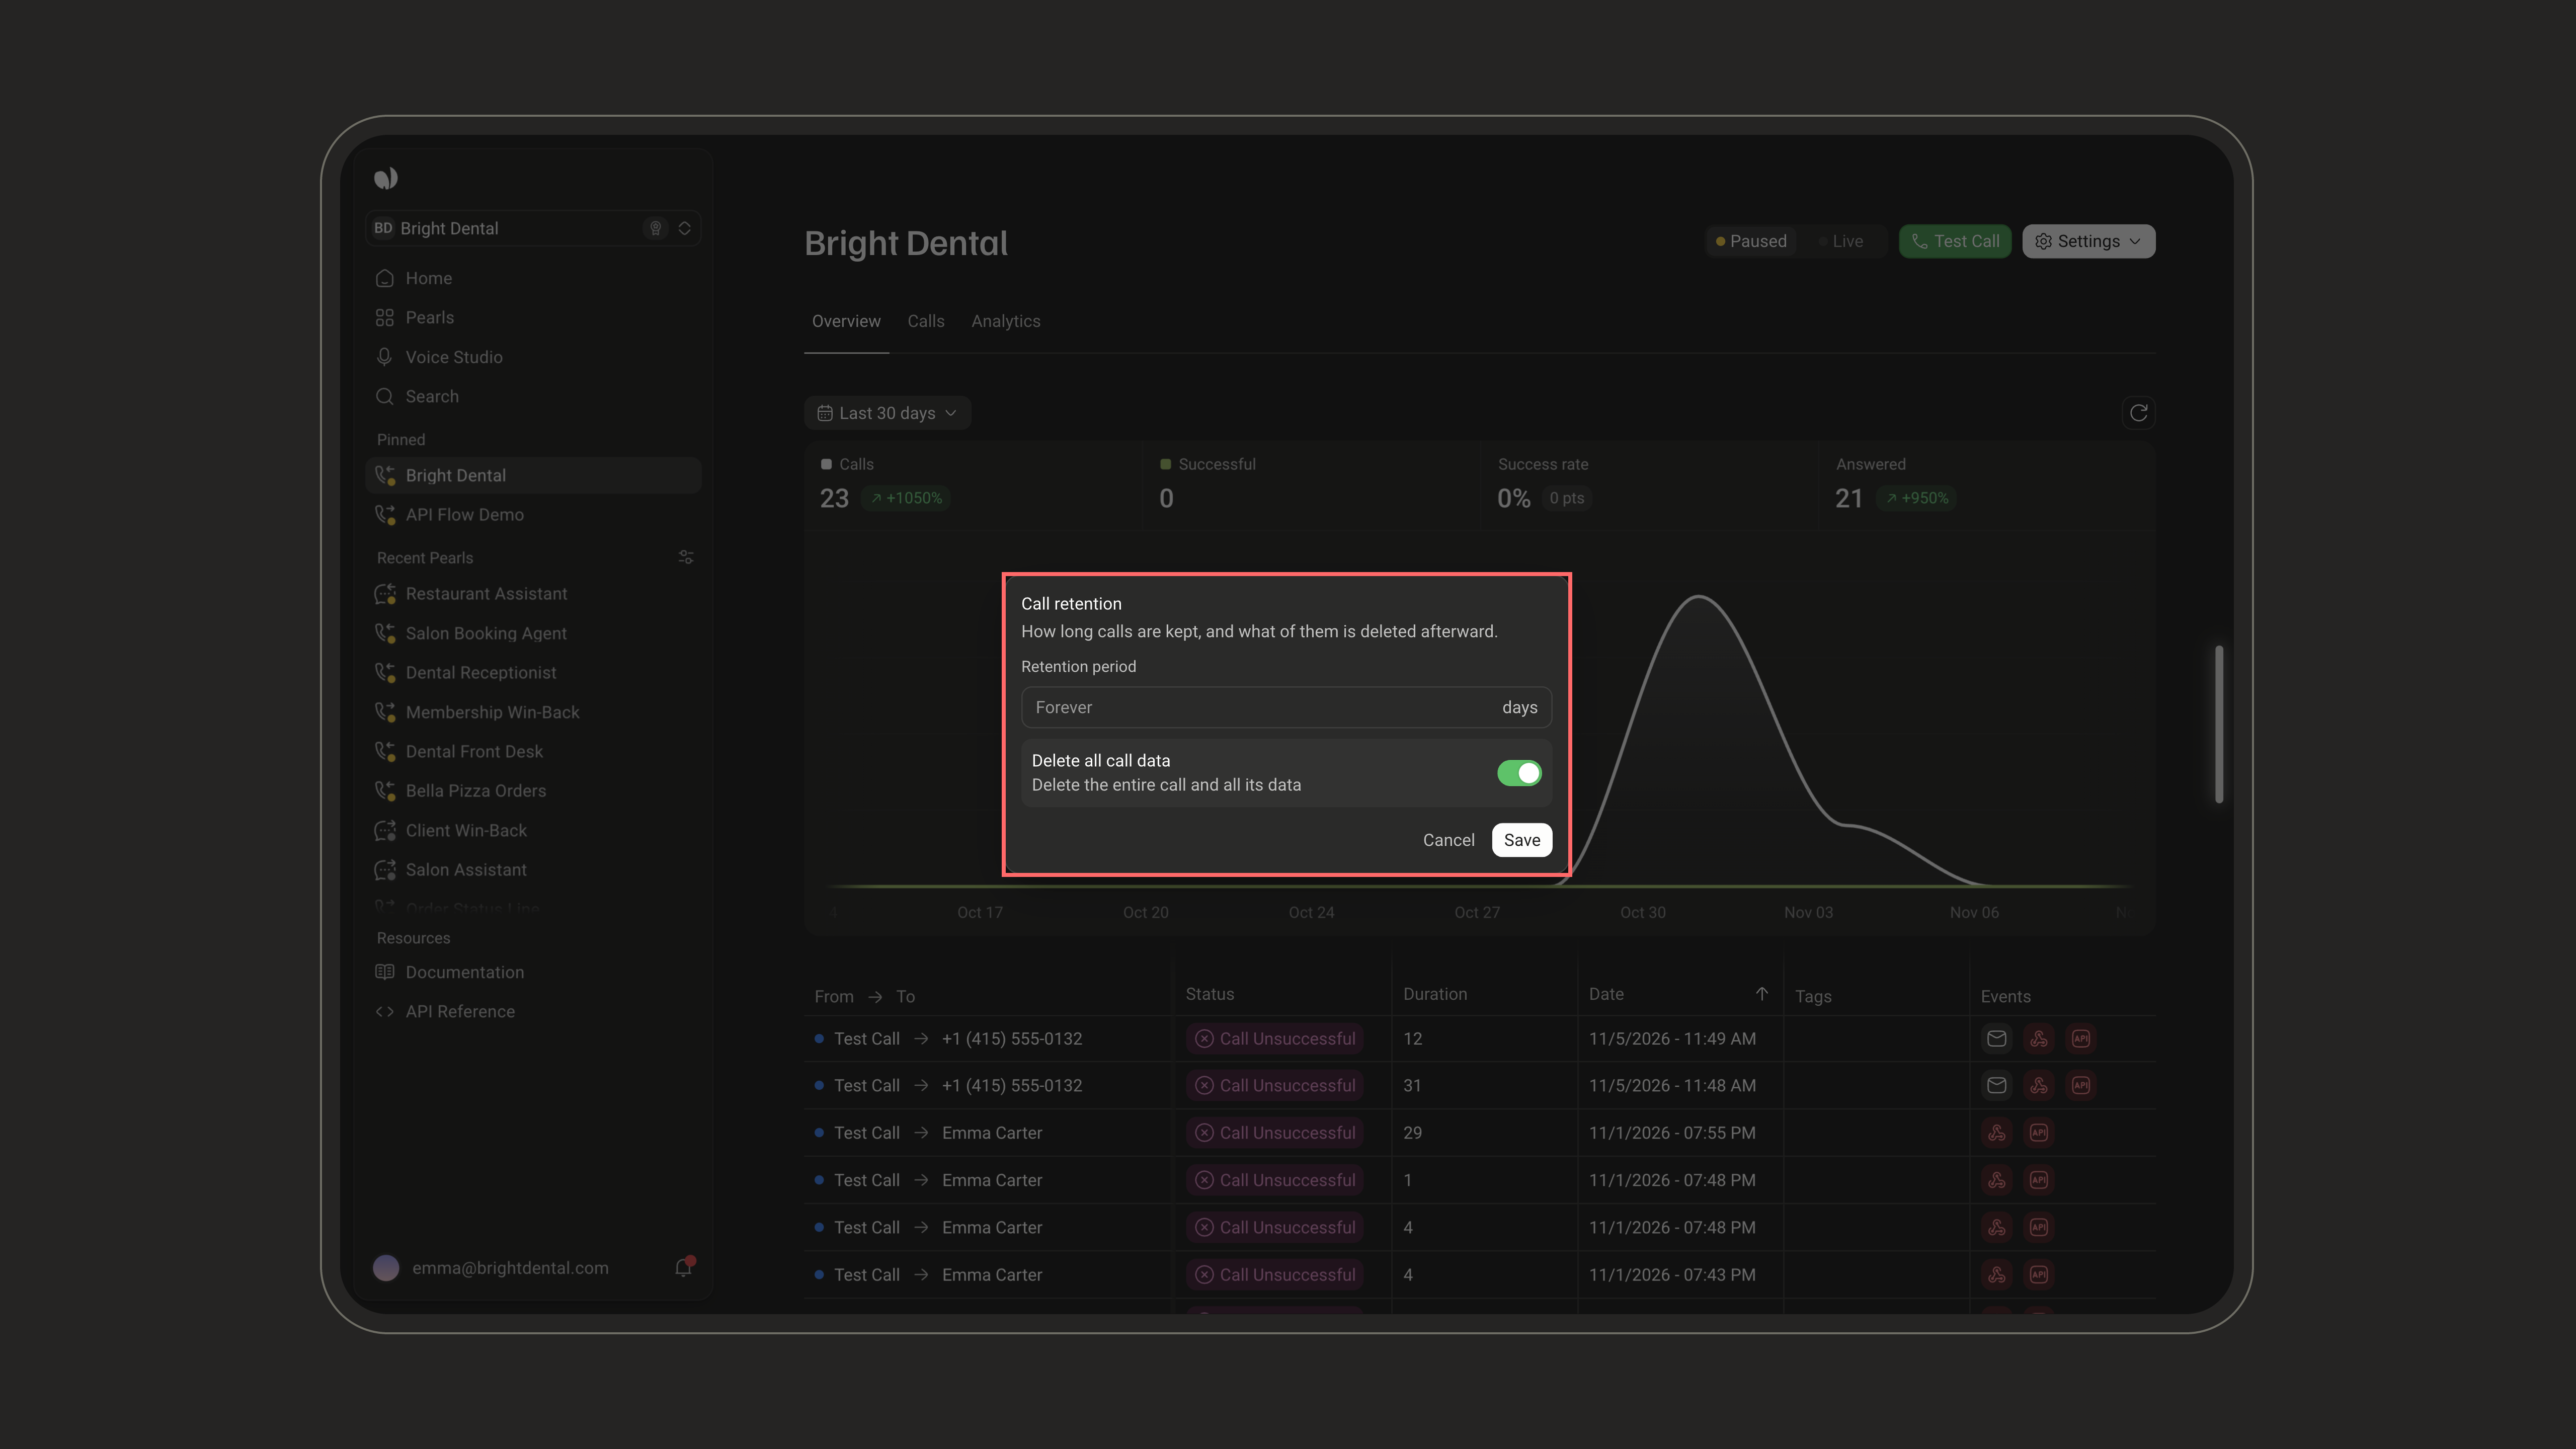 BD Bright Dental
Home
Pearls
Voice Studio
Search
Pinned
Bright Dental
API Flow Demo
Recent Pearls
Restaurant Assistant
Salon Booking Agent
Dental Receptionist
Membership Win-Back
Dental Front Desk
Bella Pizza Orders
Client Win-Back
Salon Assistant
Order Status Line
Resources
Documentation
API Reference
emma@brightdental.com
Bright Dental
Paused Live Test Call Settings
Overview Calls Analytics
Last 30 days
Calls Successful Success rate Answered
23 +1050% 0 0% 0 pts 21 +950%
Call retention
How long calls are kept, and what of them is deleted afterward.
Retention period
Forever days
Delete all call data
Delete the entire call and all its data
Cancel Save
4 Oct 17 Oct 20 Oct 24 Oct 27 Oct 30 Nov 03 Nov 06
From → To Status Duration Date Tags Events
Test Call → +1 (415) 555-0132 Call Unsuccessful 12 11/5/2026 - 11:49 AM API
Test Call → +1 (415) 555-0132 Call Unsuccessful 31 11/5/2026 - 11:48 AM API
Test Call → Emma Carter Call Unsuccessful 29 11/1/2026 - 07:55 PM API
Test Call → Emma Carter Call Unsuccessful 1 11/1/2026 - 07:48 PM API
Test Call → Emma Carter Call Unsuccessful 4 11/1/2026 - 07:48 PM API
Test Call → Emma Carter Call Unsuccessful 4 11/1/2026 - 07:43 PM API